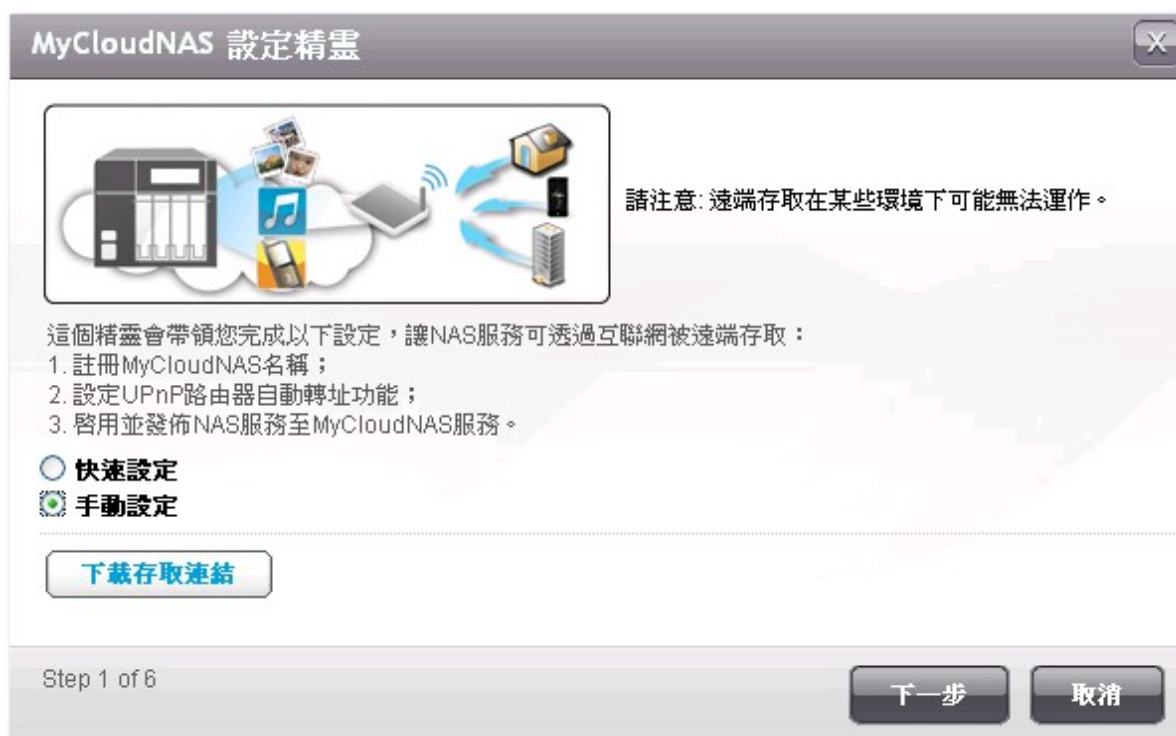 MyCloudNAS 設定精靈
請注意: 遠端存取在某些環境下可能無法運作。
這個精靈會帶領您完成以下設定，讓NAS服務可透過互聯網被遠端存取：
1. 註冊MyCloudNAS名稱；
2. 設定UPnP路由器自動轉址功能；
3. 啓用並發佈NAS服務至MyCloudNAS服務。
快速設定
手動設定
下載存取連結
Step 1 of 6
下一步
取消